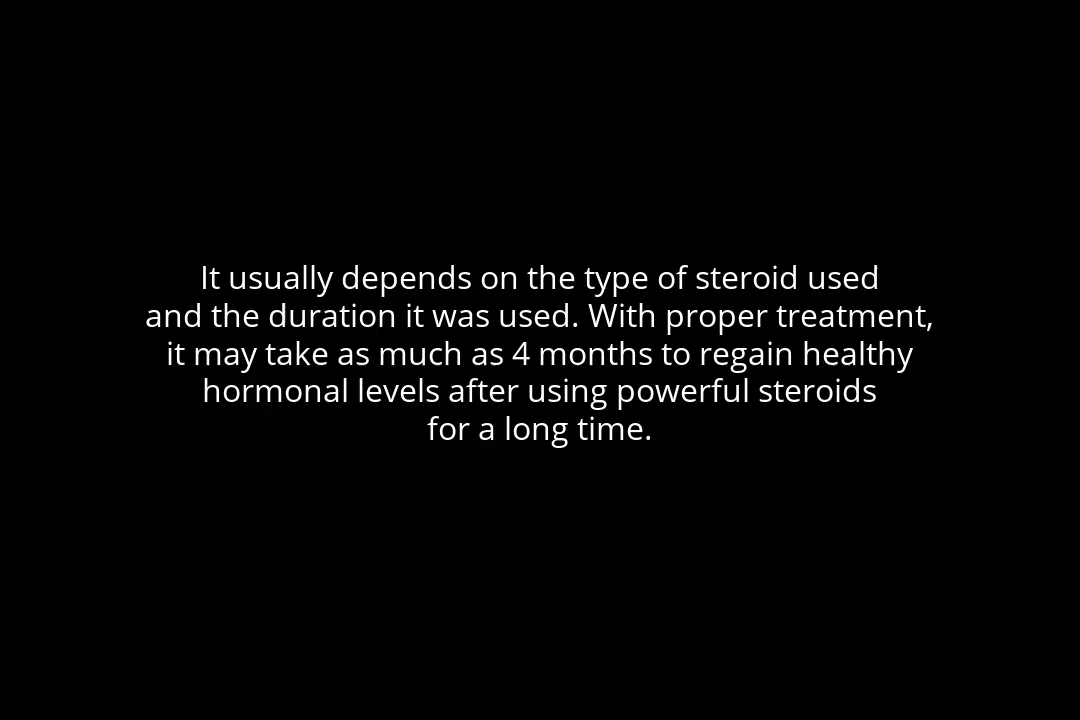 It usually depends on the type of steroid used
and the duration it was used. With proper treatment,
it may take as much as 4 months to regain healthy
hormonal levels after using powerful steroids
for a long time.